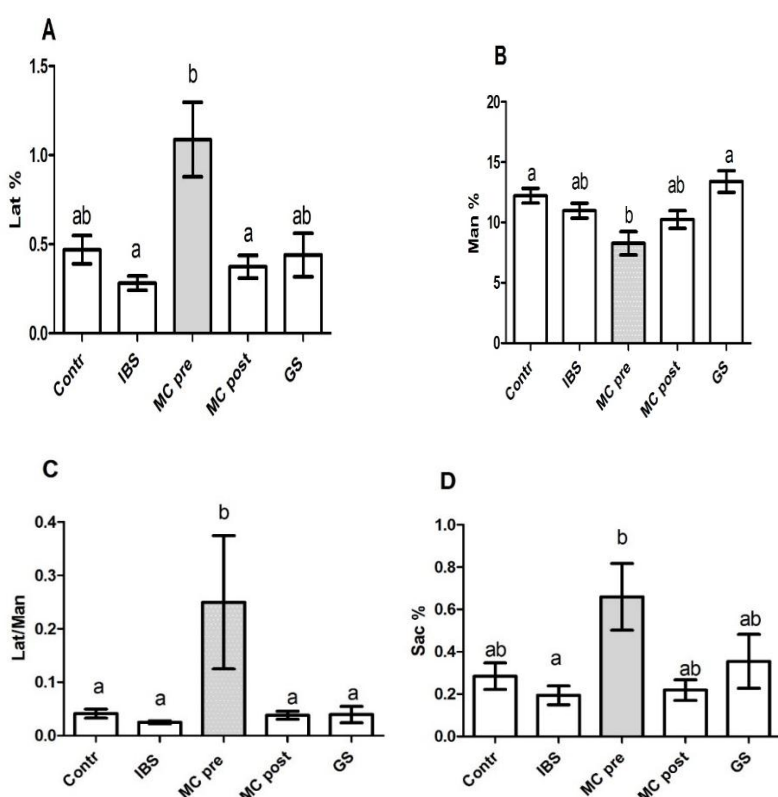 A
Lat %
1.5
1.0
0.5
0.0
ab
a
b
a
ab
Contr
IBS
MC pre
MC post
GS
B
Man %
20
15
10
5
0
a
ab
b
ab
a
Contr
IBS
MC pre
MC post
GS
C
Lat/Man
0.4
0.3
0.2
0.1
0.0
a
a
b
a
a
Contr
IBS
MC pre
MC post
GS
D
Sac %
1.0
0.8
0.6
0.4
0.2
0.0
ab
a
b
ab
ab
Contr
IBS
MC pre
MC post
GS